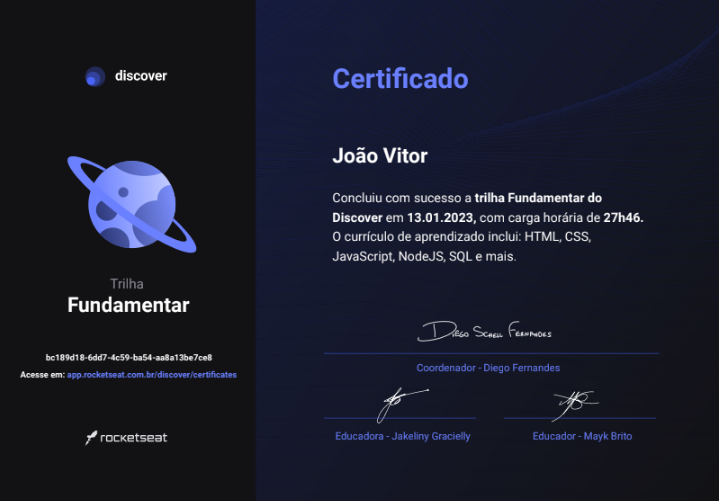 discover
Trilha
Fundamentar
bc189d18-6dd7-4c59-ba54-aa8a13be7ce8
Acesse em: app.rocketseat.com.br/discover/certificates
rocketseat
Certificado
João Vitor
Concluiu com sucesso a trilha Fundamentar do
Discover em 13.01.2023, com carga horária de 27h46.
O currículo de aprendizado inclui: HTML, CSS,
JavaScript, NodeJS, SQL e mais.
Diego Schell Fernandes
Coordenador - Diego Fernandes
Educadora - Jakeliny Gracielly
Educador - Mayk Brito